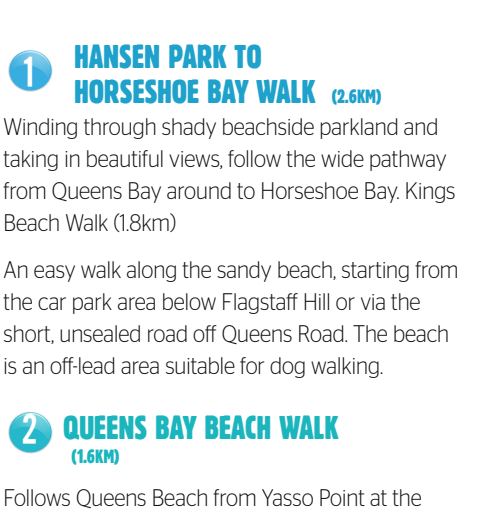 1 HANSEN PARK TO
HORSESHOE BAY WALK (2.6KM)
Winding through shady beachside parkland and
taking in beautiful views, follow the wide pathway
from Queens Bay around to Horseshoe Bay. Kings
Beach Walk (1.8km)
An easy walk along the sandy beach, starting from
the car park area below Flagstaff Hill or via the
short, unsealed road off Queens Road. The beach
is an off-lead area suitable for dog walking.
2 QUEENS BAY BEACH WALK
(1.6KM)
Follows Queens Beach from Yasso Point at the